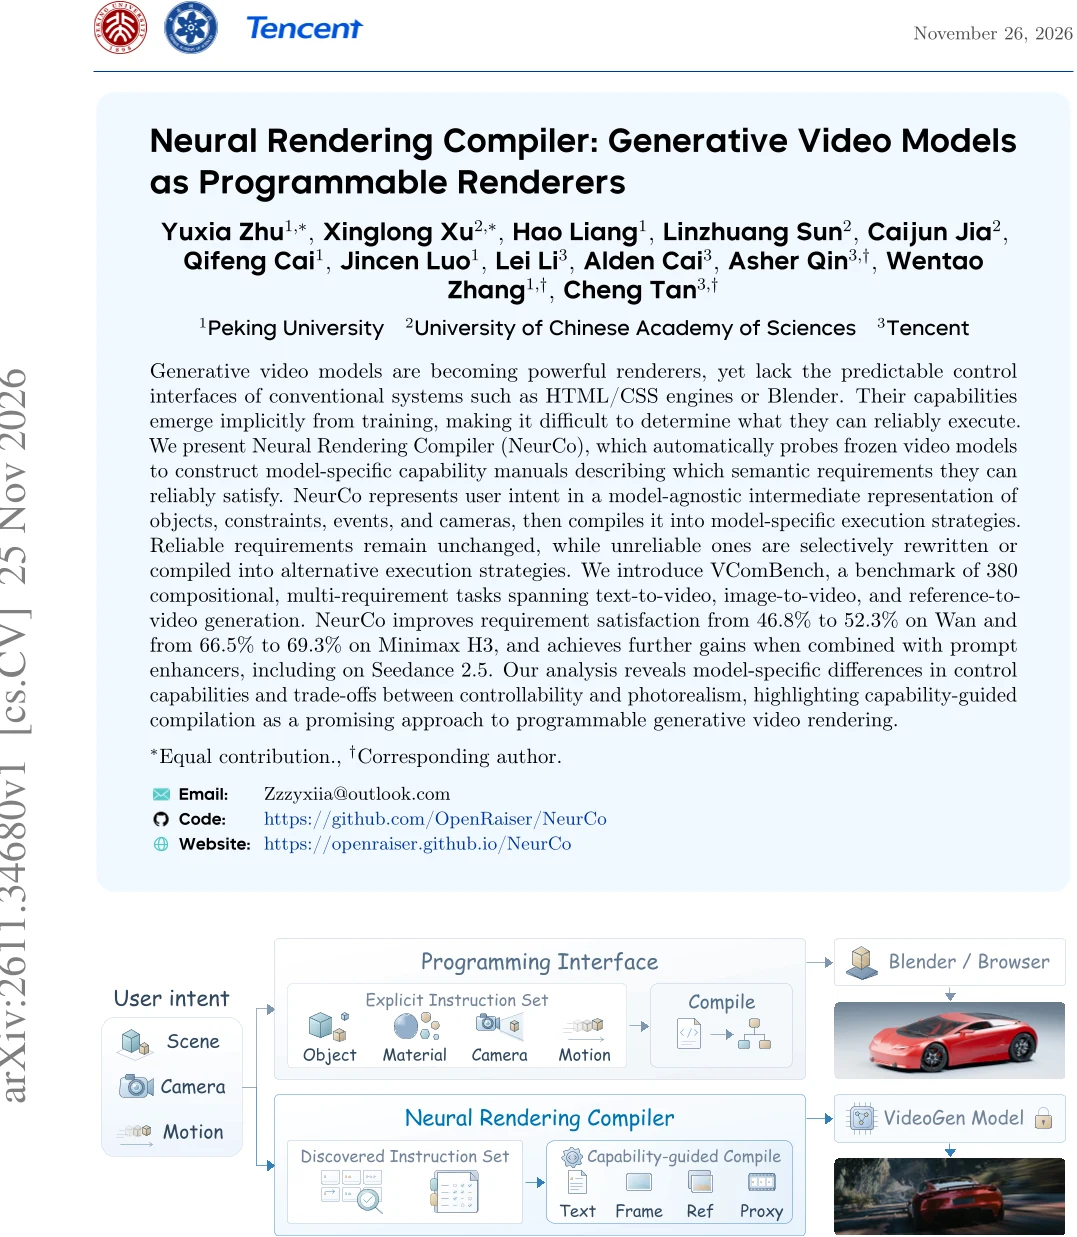 Tencent
November 26, 2026
Neural Rendering Compiler: Generative Video Models
as Programmable Renderers
Yuxia Zhu1,∗, Xinglong Xu2,∗, Hao Liang1, Linzhuang Sun2, Caijun Jia2,
Qifeng Cai1, Jincen Luo1, Lei Li3, Alden Cai3, Asher Qin3,†, Wentao
Zhang1,†, Cheng Tan3,†
1Peking University 2University of Chinese Academy of Sciences 3Tencent
Generative video models are becoming powerful renderers, yet lack the predictable control
interfaces of conventional systems such as HTML/CSS engines or Blender. Their capabilities
emerge implicitly from training, making it difficult to determine what they can reliably execute.
We present Neural Rendering Compiler (NeurCo), which automatically probes frozen video models
to construct model-specific capability manuals describing which semantic requirements they can
reliably satisfy. NeurCo represents user intent in a model-agnostic intermediate representation of
objects, constraints, events, and cameras, then compiles it into model-specific execution strategies.
Reliable requirements remain unchanged, while unreliable ones are selectively rewritten or
compiled into alternative execution strategies. We introduce VComBench, a benchmark of 380
compositional, multi-requirement tasks spanning text-to-video, image-to-video, and reference-to-
video generation. NeurCo improves requirement satisfaction from 46.8% to 52.3% on Wan and
from 66.5% to 69.3% on Minimax H3, and achieves further gains when combined with prompt
enhancers, including on Seedance 2.5. Our analysis reveals model-specific differences in control
capabilities and trade-offs between controllability and photorealism, highlighting capability-guided
compilation as a promising approach to programmable generative video rendering.
∗Equal contribution., †Corresponding author.
Email: Zzzyxiia@outlook.com
Code: https://github.com/OpenRaiser/NeurCo
Website: https://openraiser.github.io/NeurCo
arXiv:2611.34680v1 [cs.CV] 25 Nov 2026
User intent
Scene
Camera
Motion
Programming Interface
Explicit Instruction Set
Object Material Camera Motion
Compile
Blender / Browser
Neural Rendering Compiler
Discovered Instruction Set
Capability-guided Compile
Text Frame Ref Proxy
VideoGen Model